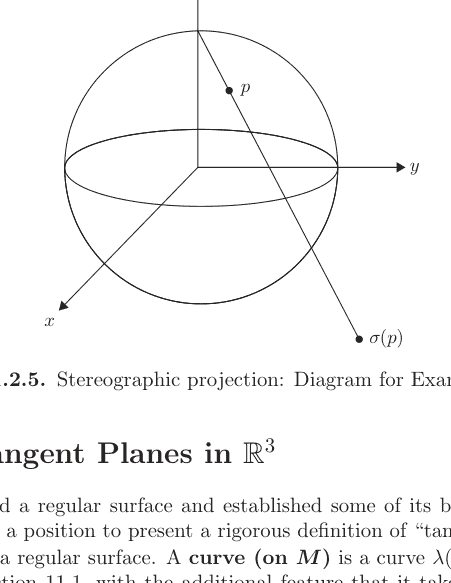 p
y
x
σ(p)
.2.5. Stereographic projection: Diagram for Exa
angent Planes in ℝ³
d a regular surface and established some of its b
a position to present a rigorous definition of “tan
a regular surface. A curve (on M) is a curve λ(
ction 11.1, with the additional feature that it take